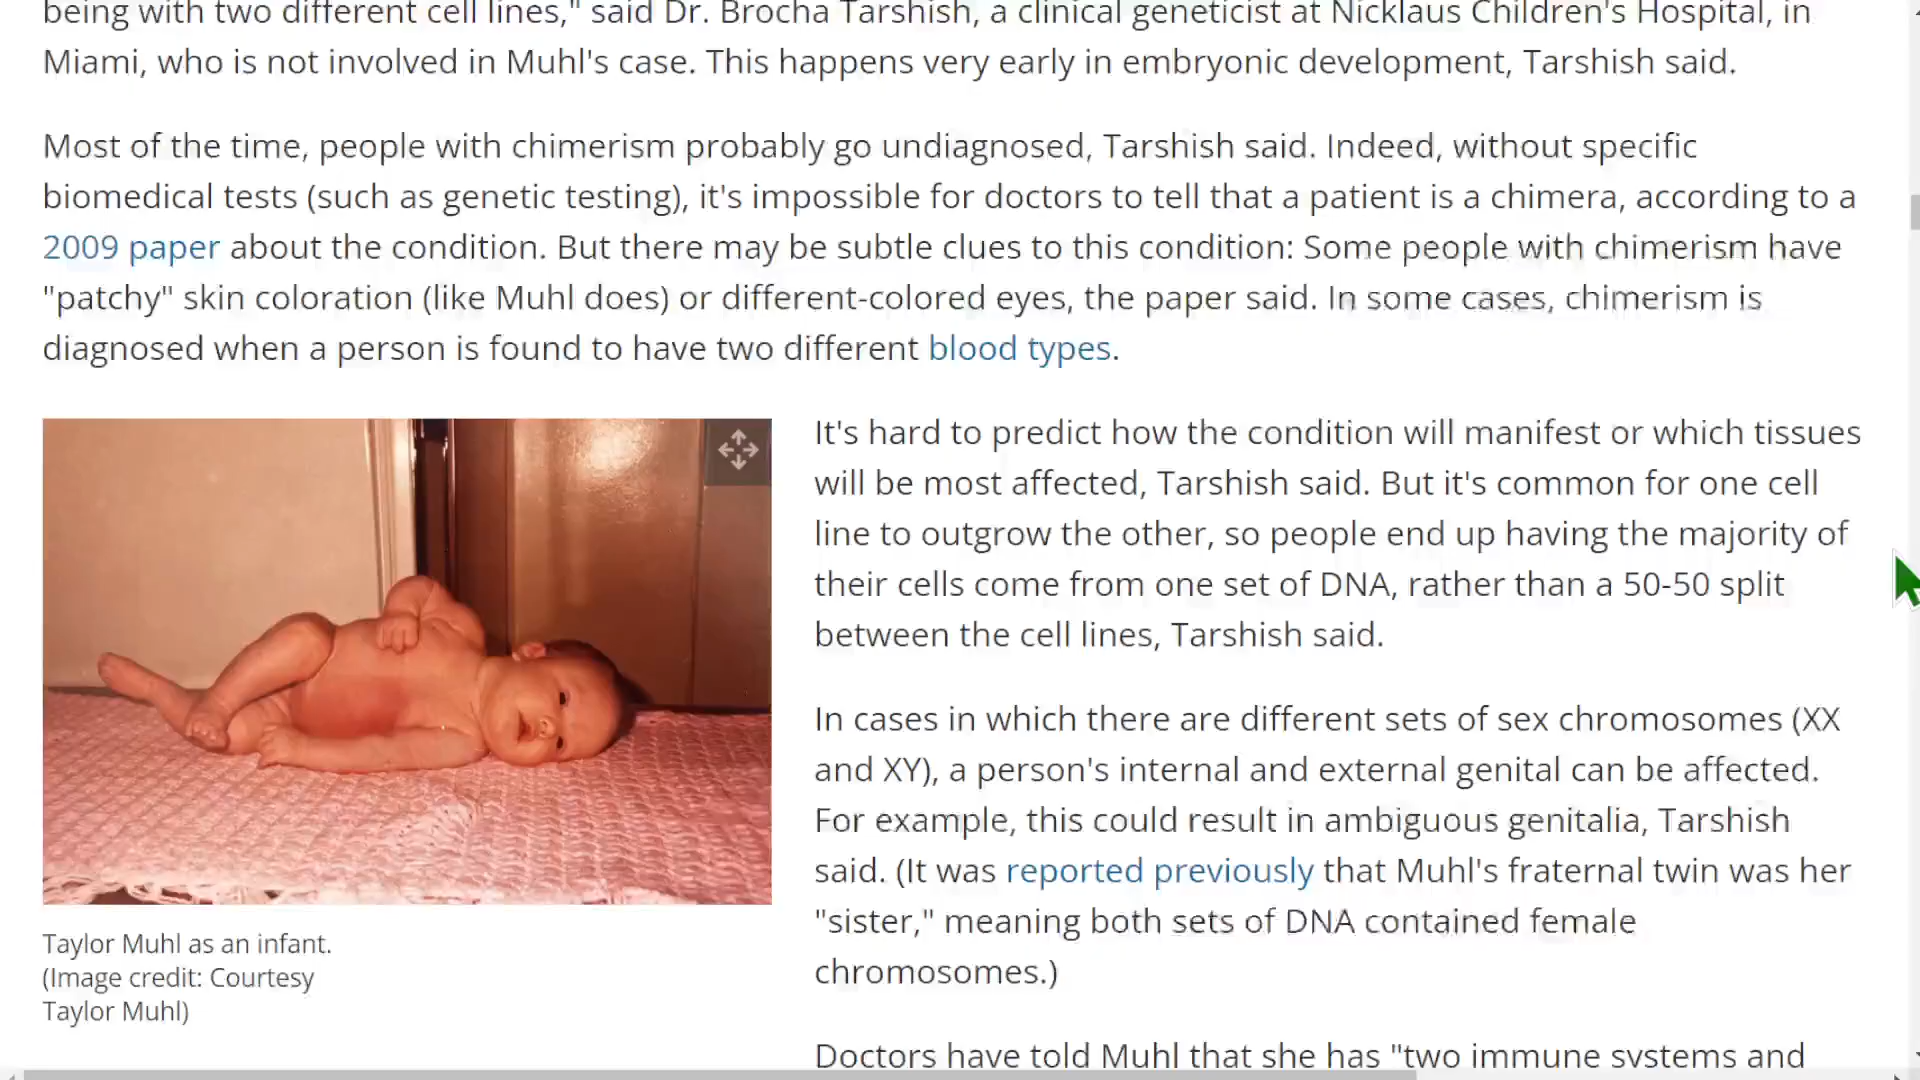 being with two different cell lines," said Dr. Brocha Tarshish, a clinical geneticist at Nicklaus Children's Hospital, in
Miami, who is not involved in Muhl's case. This happens very early in embryonic development, Tarshish said.
Most of the time, people with chimerism probably go undiagnosed, Tarshish said. Indeed, without specific
biomedical tests (such as genetic testing), it's impossible for doctors to tell that a patient is a chimera, according to a
2009 paper about the condition. But there may be subtle clues to this condition: Some people with chimerism have
"patchy" skin coloration (like Muhl does) or different-colored eyes, the paper said. In some cases, chimerism is
diagnosed when a person is found to have two different blood types.
It's hard to predict how the condition will manifest or which tissues
will be most affected, Tarshish said. But it's common for one cell
line to outgrow the other, so people end up having the majority of
their cells come from one set of DNA, rather than a 50-50 split
between the cell lines, Tarshish said.
In cases in which there are different sets of sex chromosomes (XX
and XY), a person's internal and external genital can be affected.
For example, this could result in ambiguous genitalia, Tarshish
said. (It was reported previously that Muhl's fraternal twin was her
"sister," meaning both sets of DNA contained female
chromosomes.)
Doctors have told Muhl that she has "two immune systems and
Taylor Muhl as an infant.
(Image credit: Courtesy
Taylor Muhl)